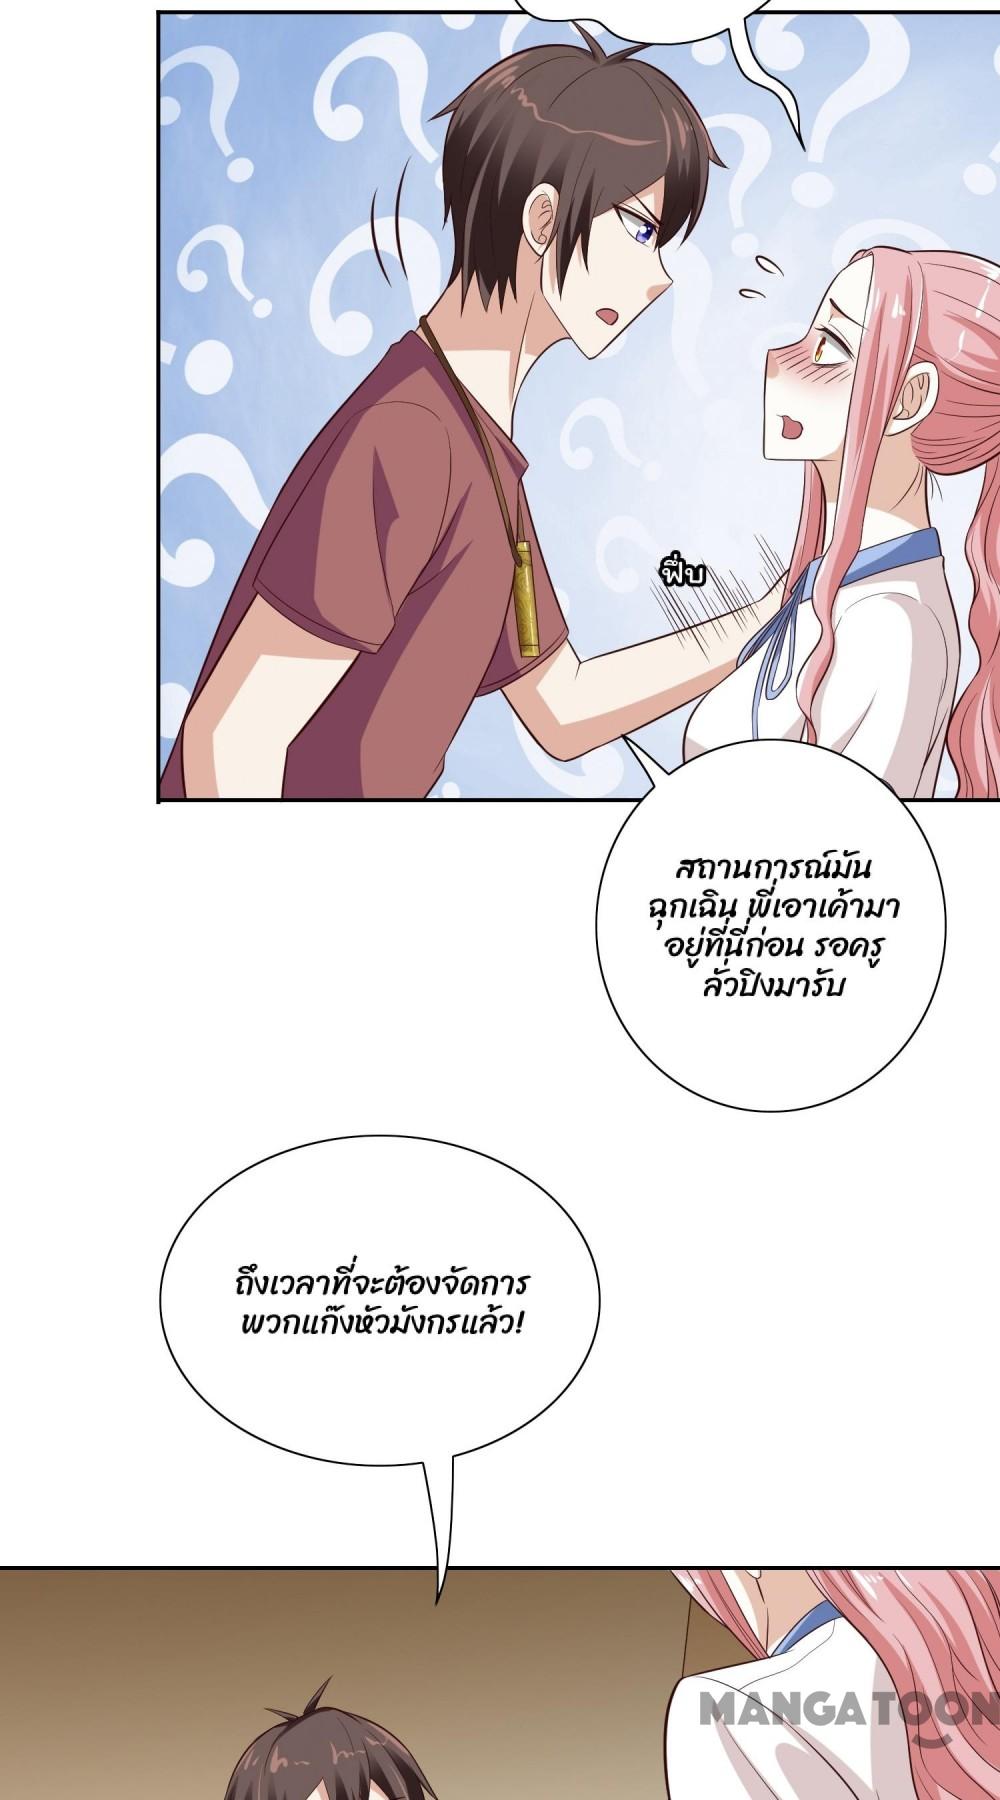 ฟึ่บ
สถานการณ์มัน
ฉุกเฉิน พี่เอาเค้ามา
อยู่ที่นี่ก่อน รอครู
ลั่วปิงมารับ
ถึงเวลาที่จะต้องจัดการ
พวกแก๊งหัวมังกรแล้ว!
MANGATOON